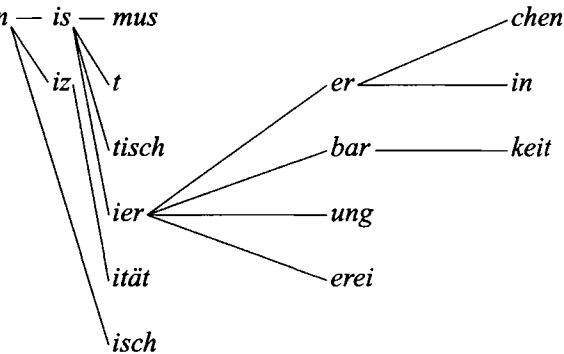 n — is — mus chen
iz t er in
tisch bar — keit
ier ung
ität erei
isch